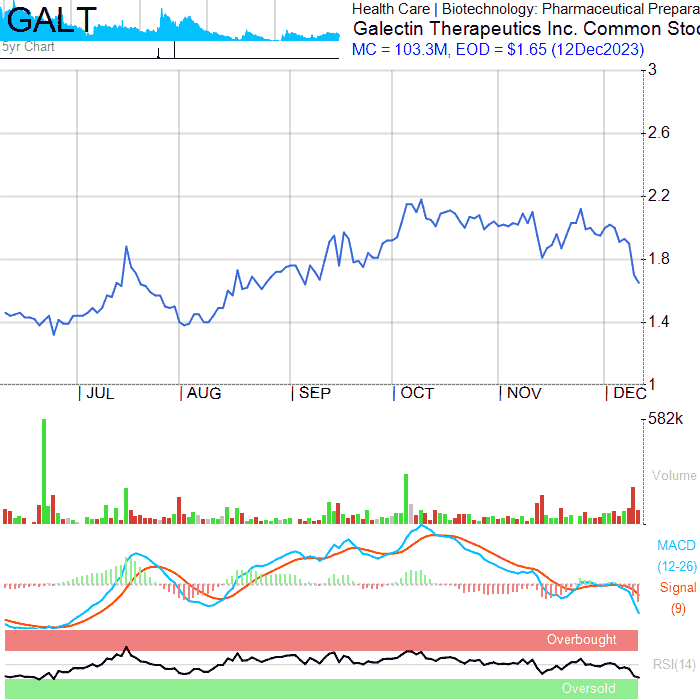 GALT
5yr Chart
Health Care | Biotechnology: Pharmaceutical Prepara
Galectin Therapeutics Inc. Common Stoc
MC = 103.3M, EOD = $1.65 (12Dec2023)
3
2.6
2.2
1.8
1.4
1
| JUL | AUG | SEP | OCT | NOV | DEC
582k
Volume
MACD
(12-26)
Signal
(9)
Overbought
RSI(14)
Oversold